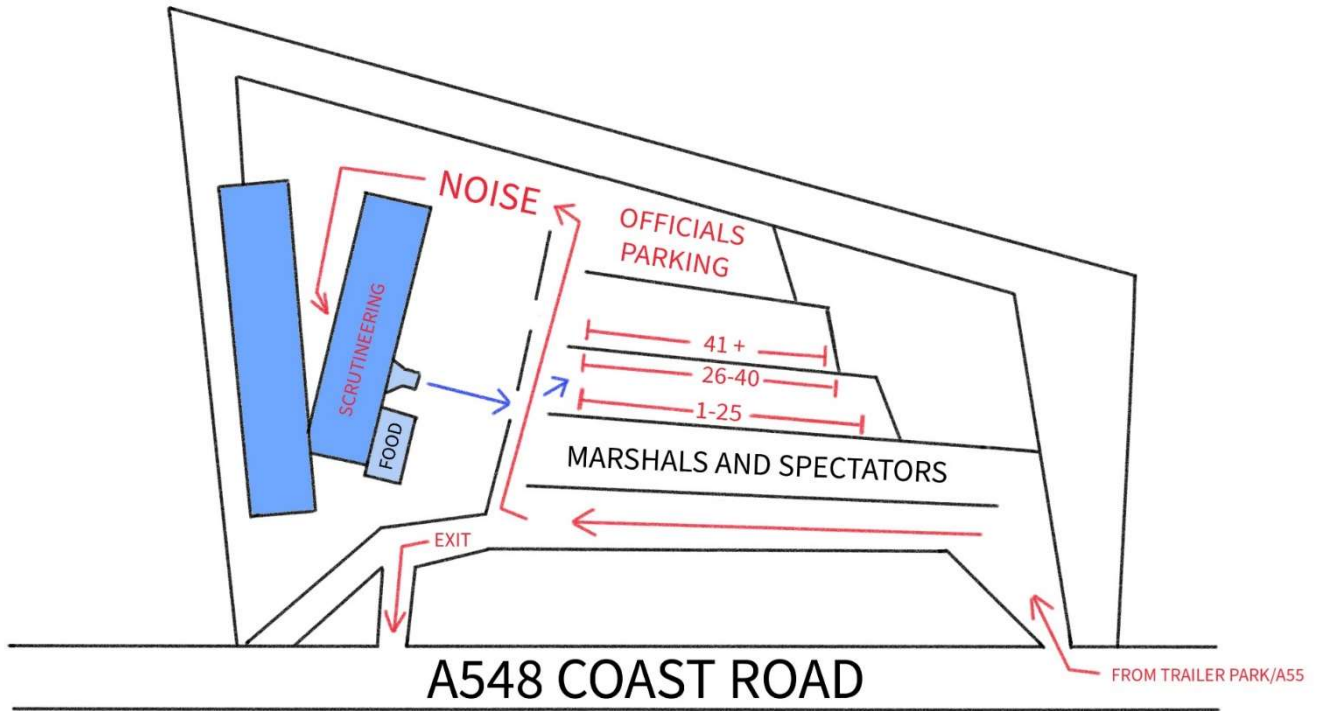 NOISE
OFFICIALS
PARKING
SCRUTINEERING
FOOD
41 +
26-40
1-25
MARSHALS AND SPECTATORS
EXIT
FROM TRAILER PARK/A55
A548 COAST ROAD